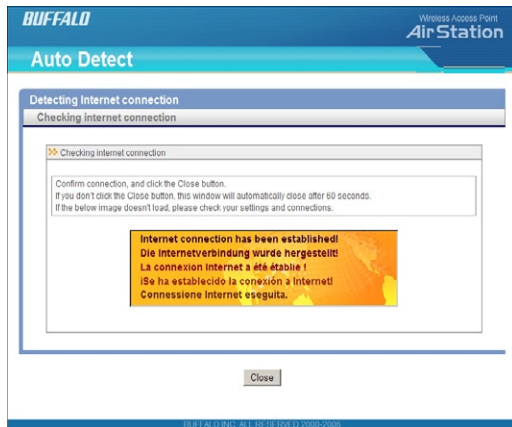 BUFFALO
Wireless Access Point
AirStation
Auto Detect
Detecting Internet connection
Checking internet connection
Checking internet connection
Confirm connection, and click the Close button.
If you don't click the Close button, this window will automatically close after 60 seconds.
If the below image doesn't load, please check your settings and connections.
Internet connection has been established!
Die Internetverbindung wurde hergestellt!
La connexion Internet a été établie !
¡Se ha establecido la conexión a Internet!
Connessione Internet eseguita.
Close
BUFFALO INC. ALL RESERVED 2000-2006